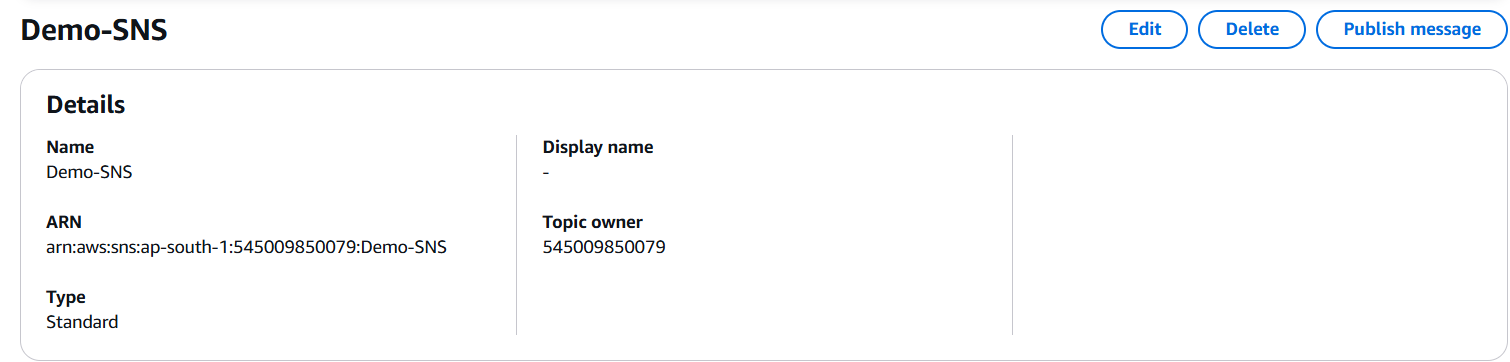 Demo-SNS
Edit
Delete
Publish message
Details
Name
Demo-SNS
Display name
-
ARN
arn:aws:sns:ap-south-1:545009850079:Demo-SNS
Topic owner
545009850079
Type
Standard